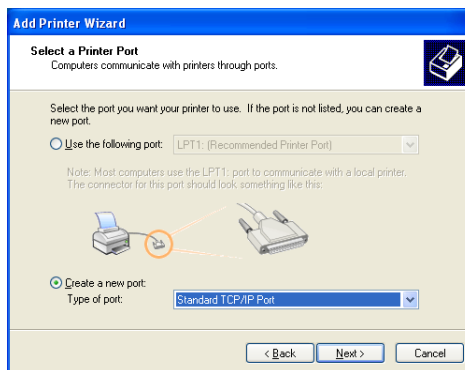 Add Printer Wizard
Select a Printer Port
Computers communicate with printers through ports.
Select the port you want your printer to use. If the port is not listed, you can create a
new port.
Use the following port: LPT1: (Recommended Printer Port)
Note: Most computers use the LPT1: port to communicate with a local printer.
The connector for this port should look something like this:
Create a new port:
Type of port: Standard TCP/IP Port
< Back Next > Cancel